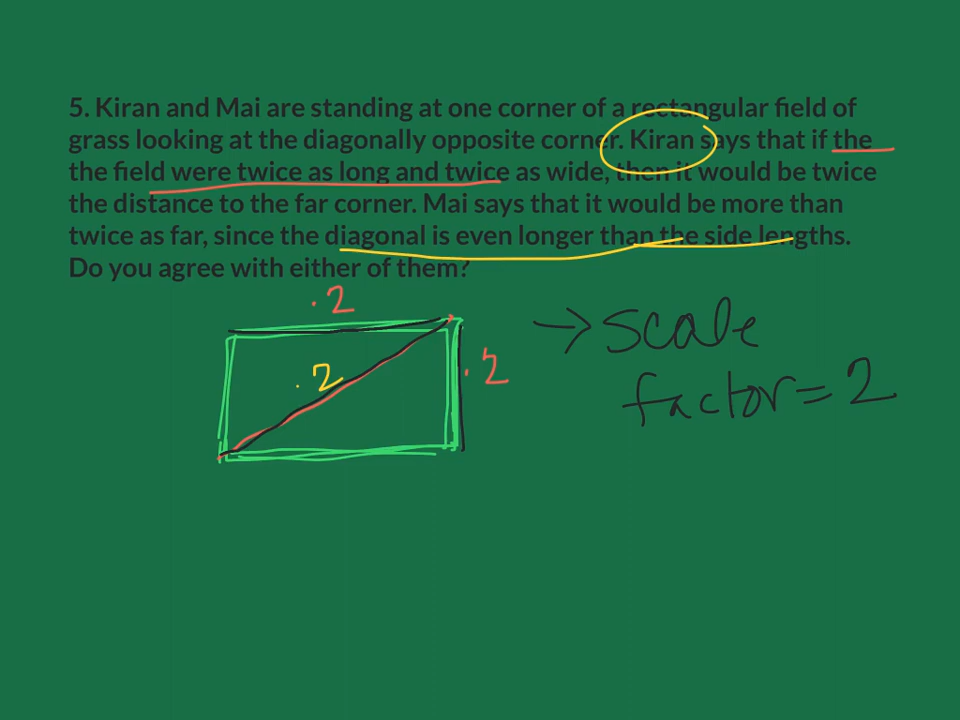 5. Kiran and Mai are standing at one corner of a rectangular field of
grass looking at the diagonally opposite corner. Kiran says that if the
the field were twice as long and twice as wide, then it would be twice
the distance to the far corner. Mai says that it would be more than
twice as far, since the diagonal is even longer than the side lengths.
Do you agree with either of them?
·2
·2
·2
→ scale
factor = 2